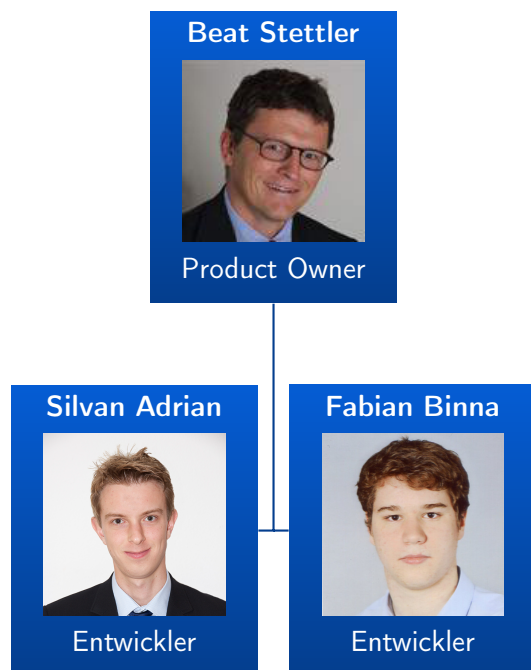 Beat Stettler
Product Owner
Silvan Adrian
Entwickler
Fabian Binna
Entwickler